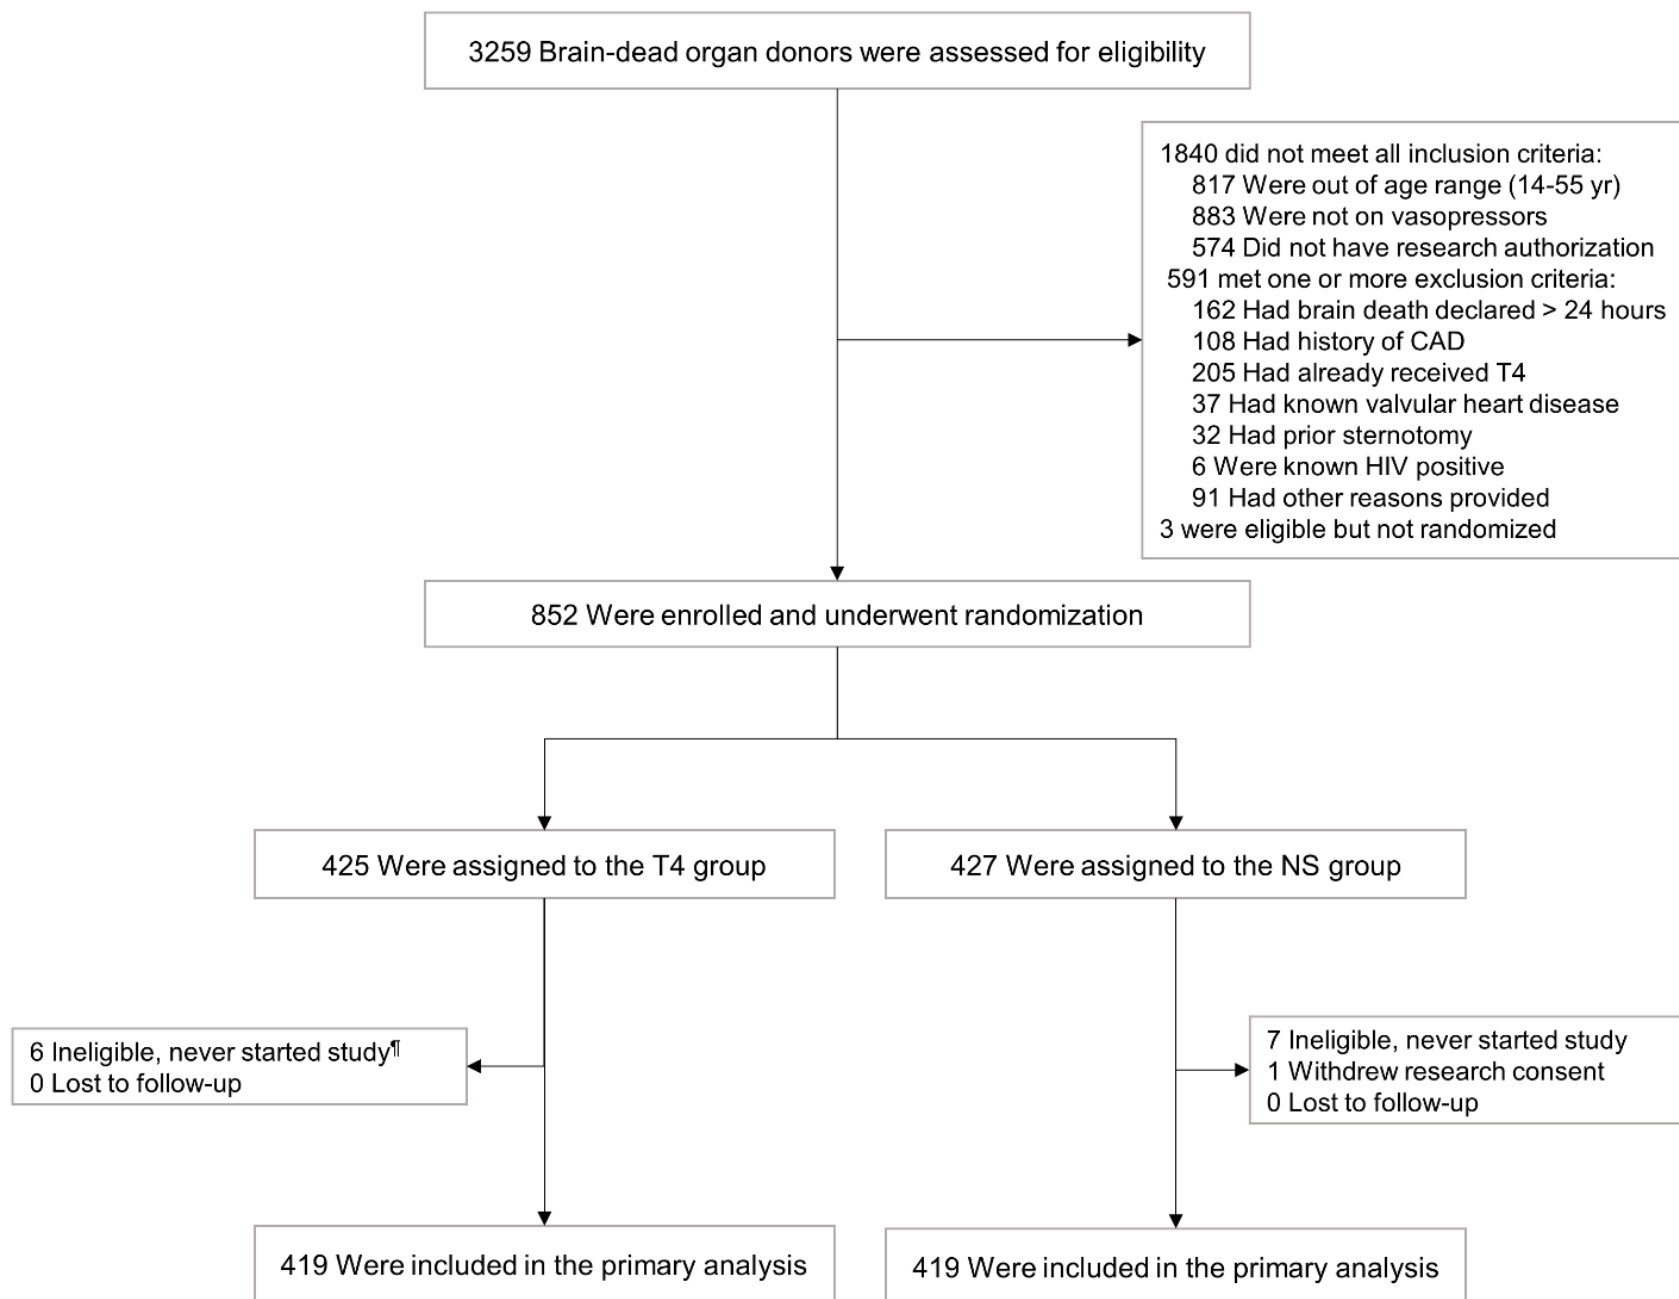 3259 Brain-dead organ donors were assessed for eligibility
1840 did not meet all inclusion criteria:
817 Were out of age range (14-55 yr)
883 Were not on vasopressors
574 Did not have research authorization
591 met one or more exclusion criteria:
162 Had brain death declared > 24 hours
108 Had history of CAD
205 Had already received T4
37 Had known valvular heart disease
32 Had prior sternotomy
6 Were known HIV positive
91 Had other reasons provided
3 were eligible but not randomized
852 Were enrolled and underwent randomization
425 Were assigned to the T4 group
427 Were assigned to the NS group
6 Ineligible, never started study¶
0 Lost to follow-up
7 Ineligible, never started study
1 Withdrew research consent
0 Lost to follow-up
419 Were included in the primary analysis
419 Were included in the primary analysis